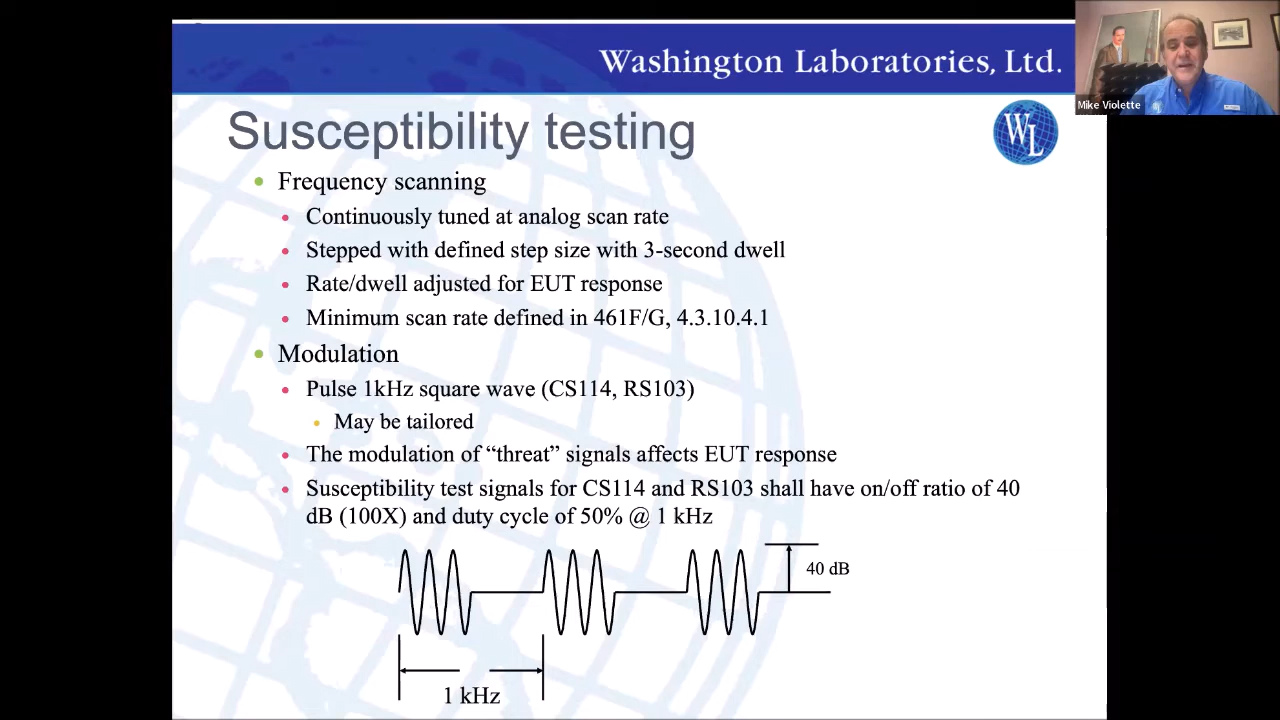 Washington Laboratories, Ltd.
Mike Violette
Susceptibility testing
WL
Frequency scanning
Continuously tuned at analog scan rate
Stepped with defined step size with 3-second dwell
Rate/dwell adjusted for EUT response
Minimum scan rate defined in 461F/G, 4.3.10.4.1
Modulation
Pulse 1kHz square wave (CS114, RS103)
May be tailored
The modulation of “threat” signals affects EUT response
Susceptibility test signals for CS114 and RS103 shall have on/off ratio of 40
dB (100X) and duty cycle of 50% @ 1 kHz
40 dB
1 kHz